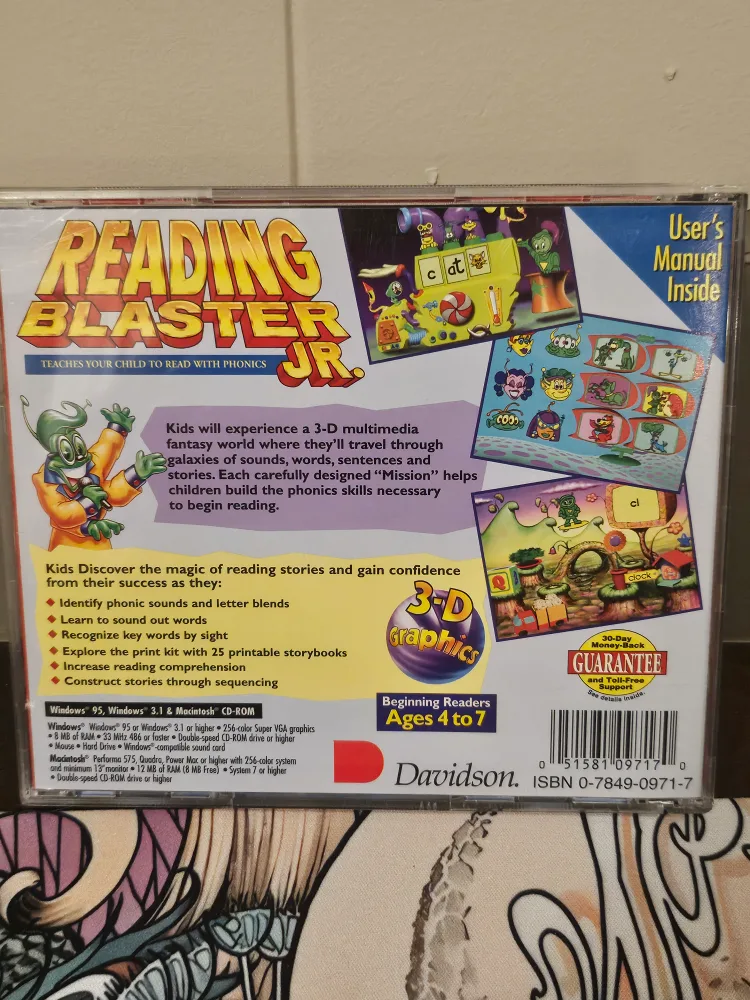 READING
BLASTER
JR.
TEACHES YOUR CHILD TO READ WITH PHONICS
User's
Manual
Inside
c at
Kids will experience a 3-D multimedia
fantasy world where they'll travel through
galaxies of sounds, words, sentences and
stories. Each carefully designed “Mission” helps
children build the phonics skills necessary
to begin reading.
cl
clock
Kids Discover the magic of reading stories and gain confidence
from their success as they:
◆ Identify phonic sounds and letter blends
◆ Learn to sound out words
◆ Recognize key words by sight
◆ Explore the print kit with 25 printable storybooks
◆ Increase reading comprehension
◆ Construct stories through sequencing
3-D
Graphics
30-Day
Money-Back
GUARANTEE
and Toll-Free
Support
See details inside.
Beginning Readers
Ages 4 to 7
Windows® 95, Windows® 3.1 & Macintosh® CD-ROM
Windows® Windows® 95 or Windows® 3.1 or higher • 256-color Super VGA graphics
• 8 MB of RAM • 33 MHz 486 or faster • Double-speed CD-ROM drive or higher
• Mouse • Hard Drive • Windows®-compatible sound card
Macintosh® Performa 575, Quadra, Power Mac or higher with 256-color system
and minimum 13" monitor • 12 MB of RAM (8 MB Free) • System 7 or higher
• Double-speed CD-ROM drive or higher
Davidson.
0 51581 09717 0
ISBN 0-7849-0971-7